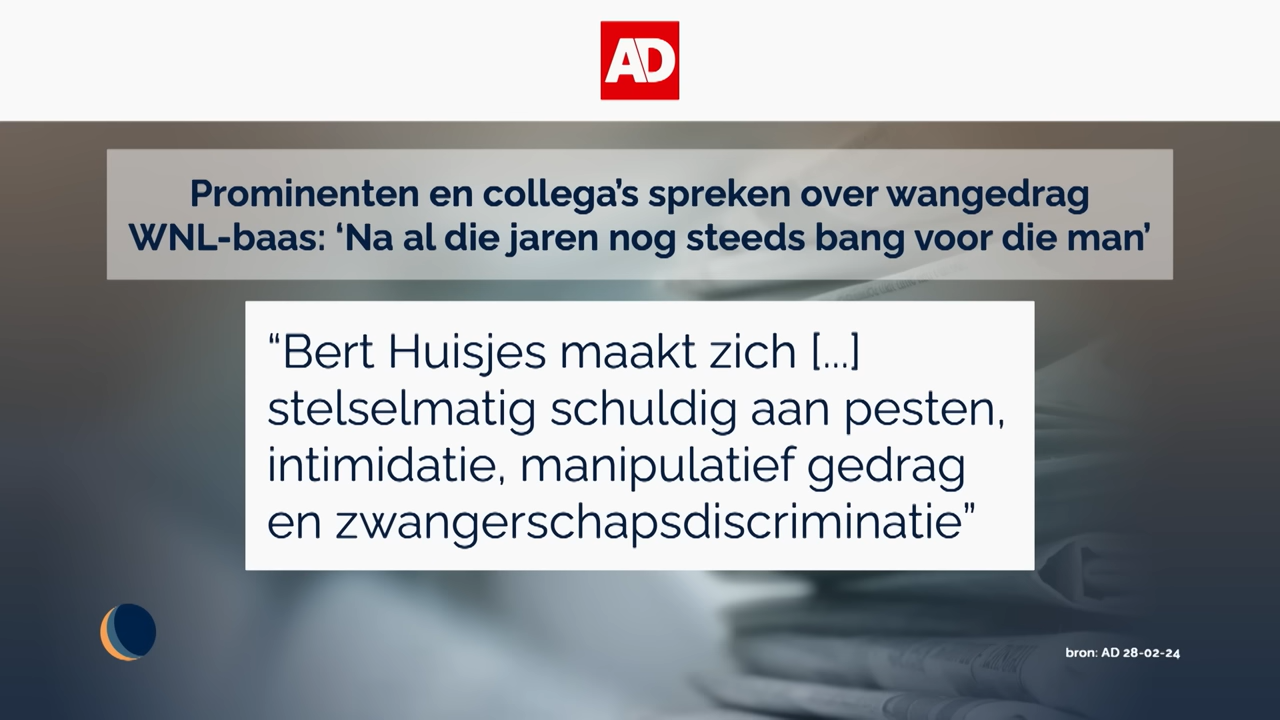 AD
Prominenten en collega’s spreken over wangedrag
WNL-baas: ‘Na al die jaren nog steeds bang voor die man’
“Bert Huisjes maakt zich [...]
stelselmatig schuldig aan pesten,
intimidatie, manipulatief gedrag
en zwangerschapsdiscriminatie”
bron: AD 28-02-24